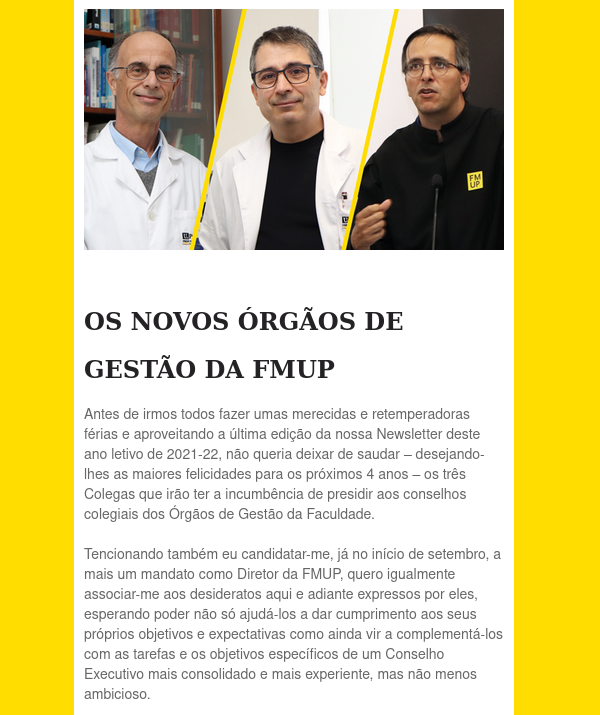 FM
UP
OS NOVOS ÓRGÃOS DE
GESTÃO DA FMUP
Antes de irmos todos fazer umas merecidas e retemperadoras
férias e aproveitando a última edição da nossa Newsletter deste
ano letivo de 2021-22, não queria deixar de saudar – desejando-
lhes as maiores felicidades para os próximos 4 anos – os três
Colegas que irão ter a incumbência de presidir aos conselhos
colegiais dos Órgãos de Gestão da Faculdade.
Tencionando também eu candidatar-me, já no início de setembro, a
mais um mandato como Diretor da FMUP, quero igualmente
associar-me aos desideratos aqui e adiante expressos por eles,
esperando poder não só ajudá-los a dar cumprimento aos seus
próprios objetivos e expectativas como ainda vir a complementá-los
com as tarefas e os objetivos específicos de um Conselho
Executivo mais consolidado e mais experiente, mas não menos
ambicioso.